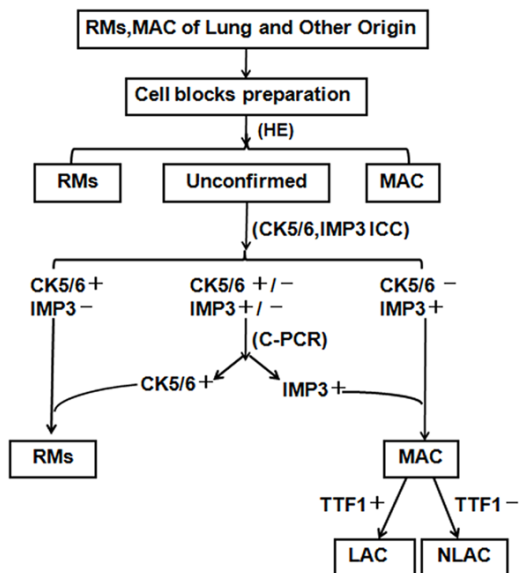 RMs,MAC of Lung and Other Origin
Cell blocks preparation
(HE)
RMs Unconfirmed MAC
(CK5/6,IMP3 ICC)
CK5/6+ CK5/6 +/− CK5/6 −
IMP3− IMP3+/− IMP3+
(C-PCR)
CK5/6+ IMP3+
RMs MAC
TTF1+ TTF1−
LAC NLAC